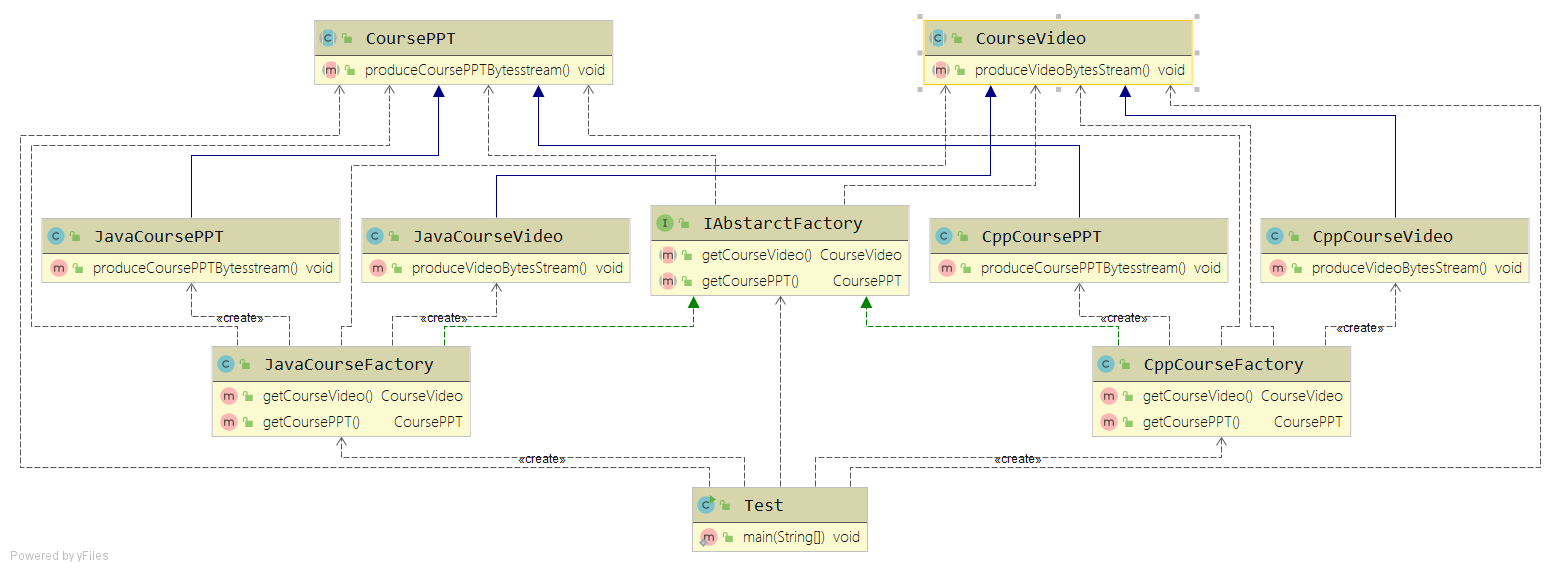 CoursePPT
produceCoursePPTBytesstream() void
CourseVideo
produceVideoBytesStream() void
JavaCoursePPT
produceCoursePPTBytesstream() void
JavaCourseVideo
produceVideoBytesStream() void
IAbstarctFactory
getCourseVideo() CourseVideo
getCoursePPT() CoursePPT
CppCoursePPT
produceCoursePPTBytesstream() void
CppCourseVideo
produceVideoBytesStream() void
«create»
«create»
«create»
«create»
JavaCourseFactory
getCourseVideo() CourseVideo
getCoursePPT() CoursePPT
CppCourseFactory
getCourseVideo() CourseVideo
getCoursePPT() CoursePPT
«create»
«create»
Test
main(String[]) void
Powered by yFiles